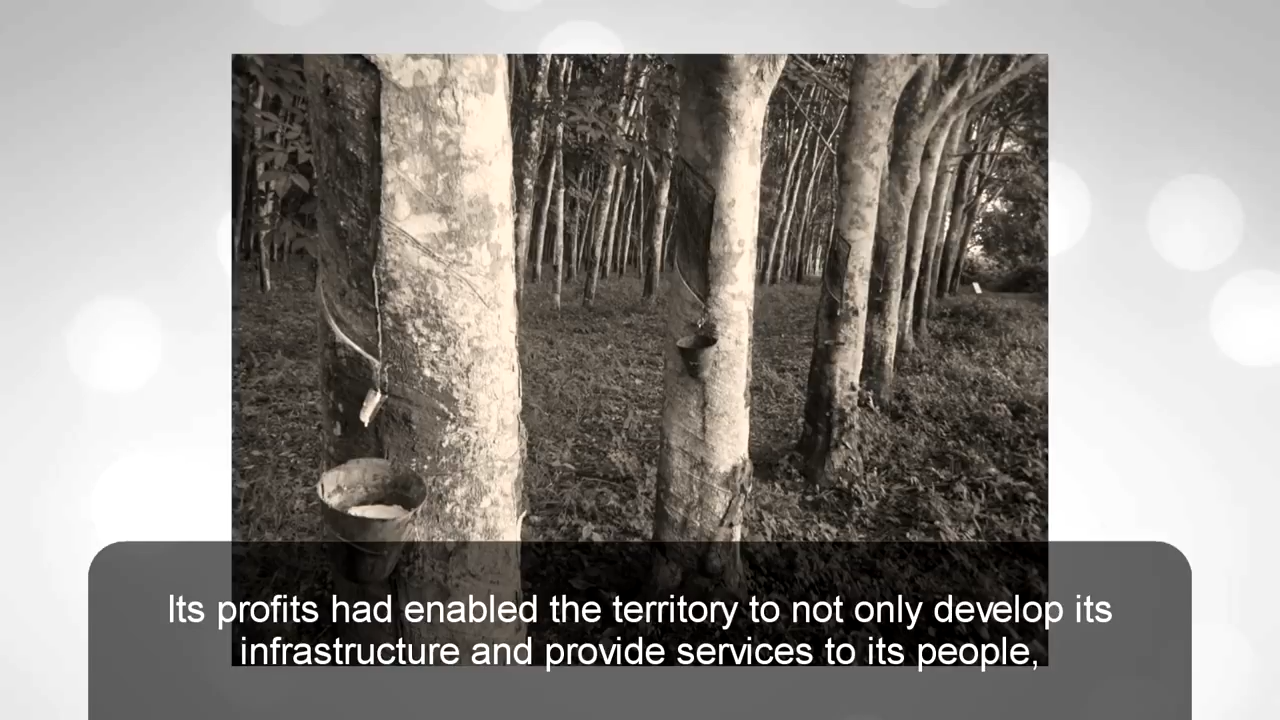 Its profits had enabled the territory to not only develop its
infrastructure and provide services to its people,